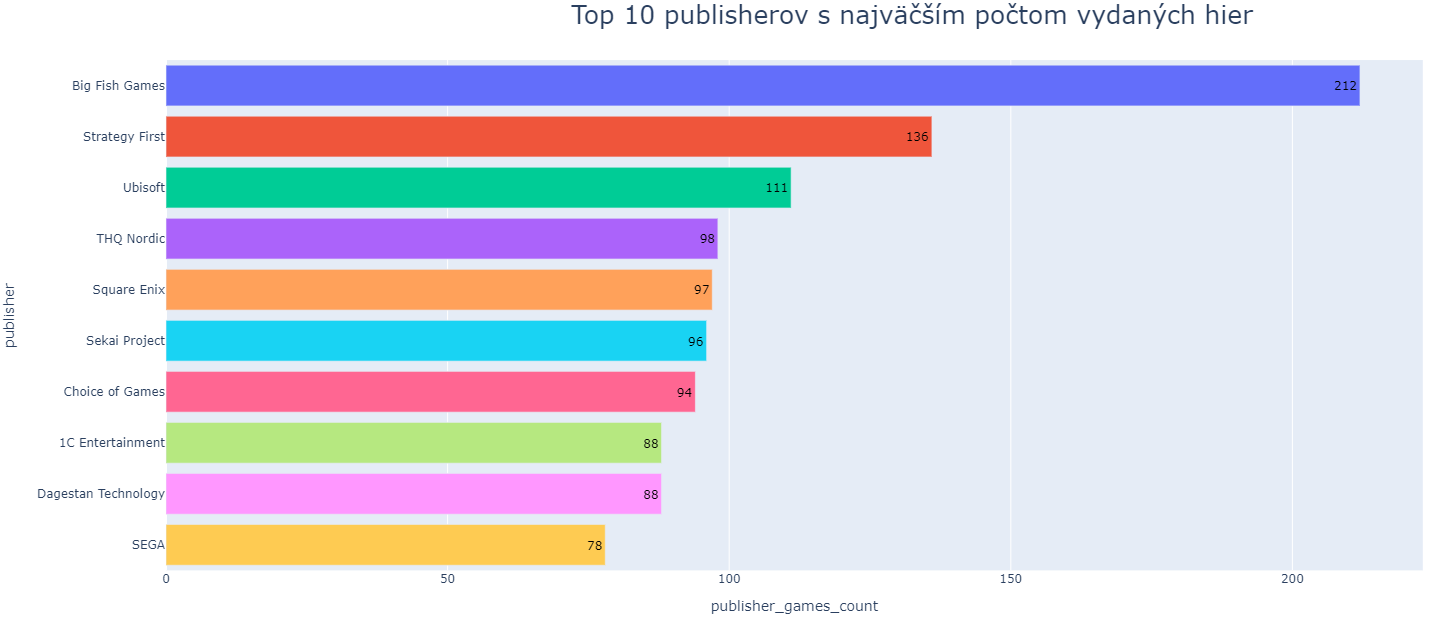 Top 10 publisherov s najväčším počtom vydaných hier
publisher
Big Fish Games 212
Strategy First 136
Ubisoft 111
THQ Nordic 98
Square Enix 97
Sekai Project 96
Choice of Games 94
1C Entertainment 88
Dagestan Technology 88
SEGA 78
0 50 100 150 200
publisher_games_count